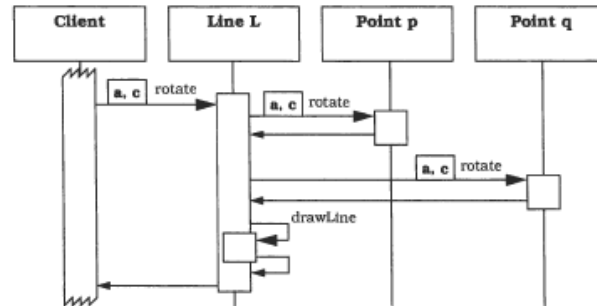 Client
Line L
Point p
Point q
a, c rotate
a, c rotate
a, c rotate
drawLine